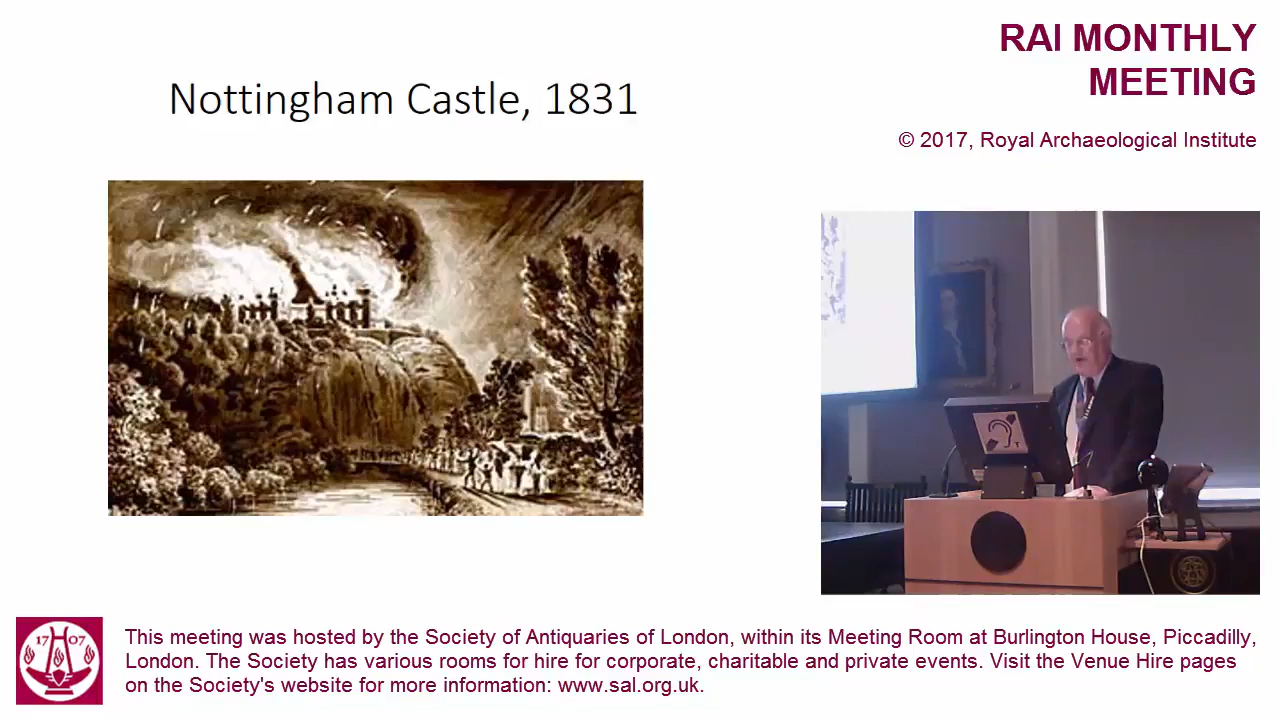 RAI MONTHLY
MEETING
© 2017, Royal Archaeological Institute
Nottingham Castle, 1831
T
17 07
This meeting was hosted by the Society of Antiquaries of London, within its Meeting Room at Burlington House, Piccadilly,
London. The Society has various rooms for hire for corporate, charitable and private events. Visit the Venue Hire pages
on the Society's website for more information: www.sal.org.uk.